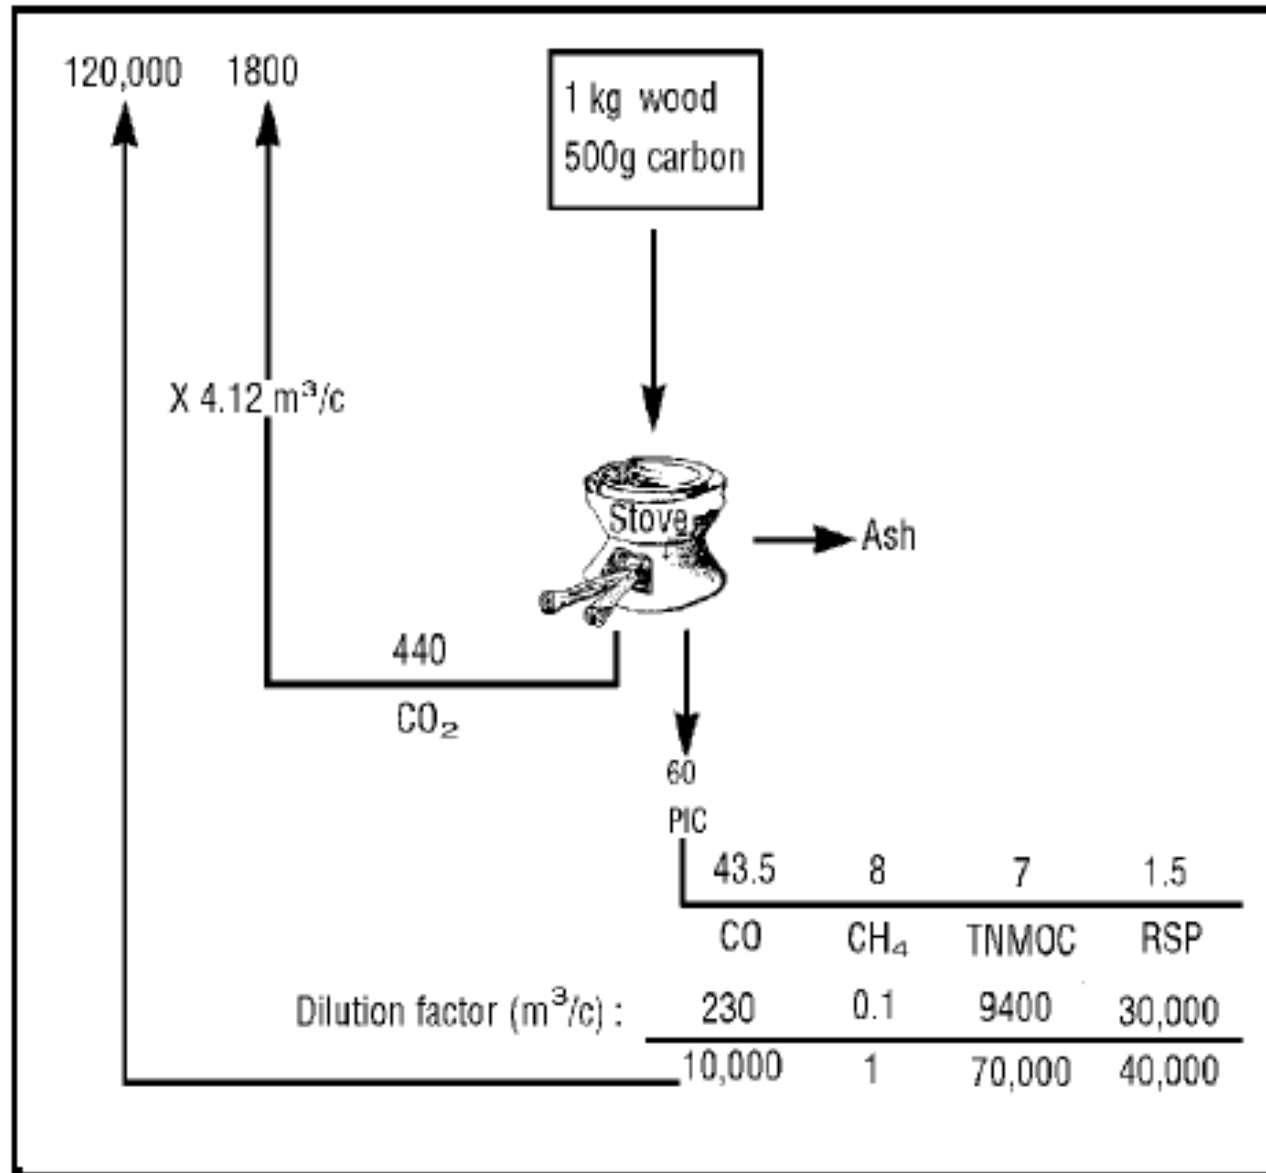 120,000 1800
1 kg wood
500g carbon
X 4.12 m³/c
Stove
Ash
440
CO₂
60
PIC
43.5 8 7 1.5
CO CH₄ TNMOC RSP
Dilution factor (m³/c) : 230 0.1 9400 30,000
10,000 1 70,000 40,000